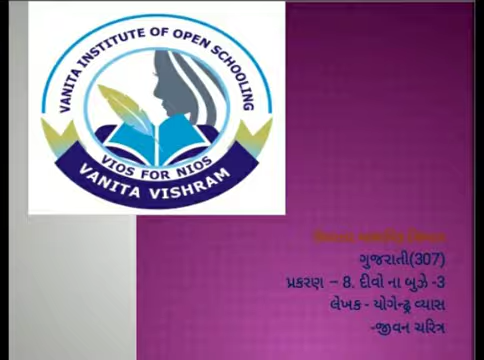 VANITA INSTITUTE OF OPEN SCHOOLING
VIOS FOR NIOS
VANITA VISHRAM
ગુજરાતી(307)
પ્રકરણ – 8. દીવો ના બુઝે -3
લેખક - યોગેન્દ્ર વ્યાસ
-જીવન ચરિત્ર